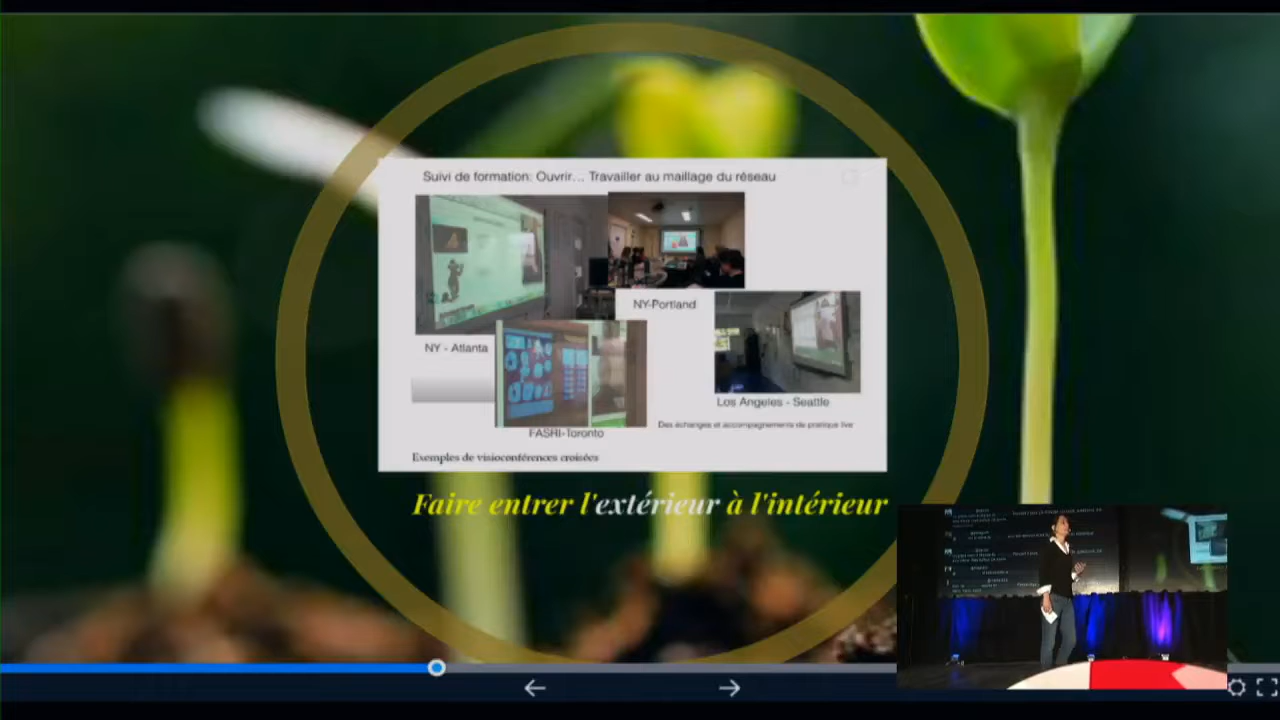 Suivi de formation: Ouvrir... Travailler au maillage du réseau
NY-Portland
NY - Atlanta
Los Angeles - Seattle
Des échanges et accompagnements de pratique live
FASRI-Toronto
Exemples de visioconférences croisées
Faire entrer l'extérieur à l'intérieur